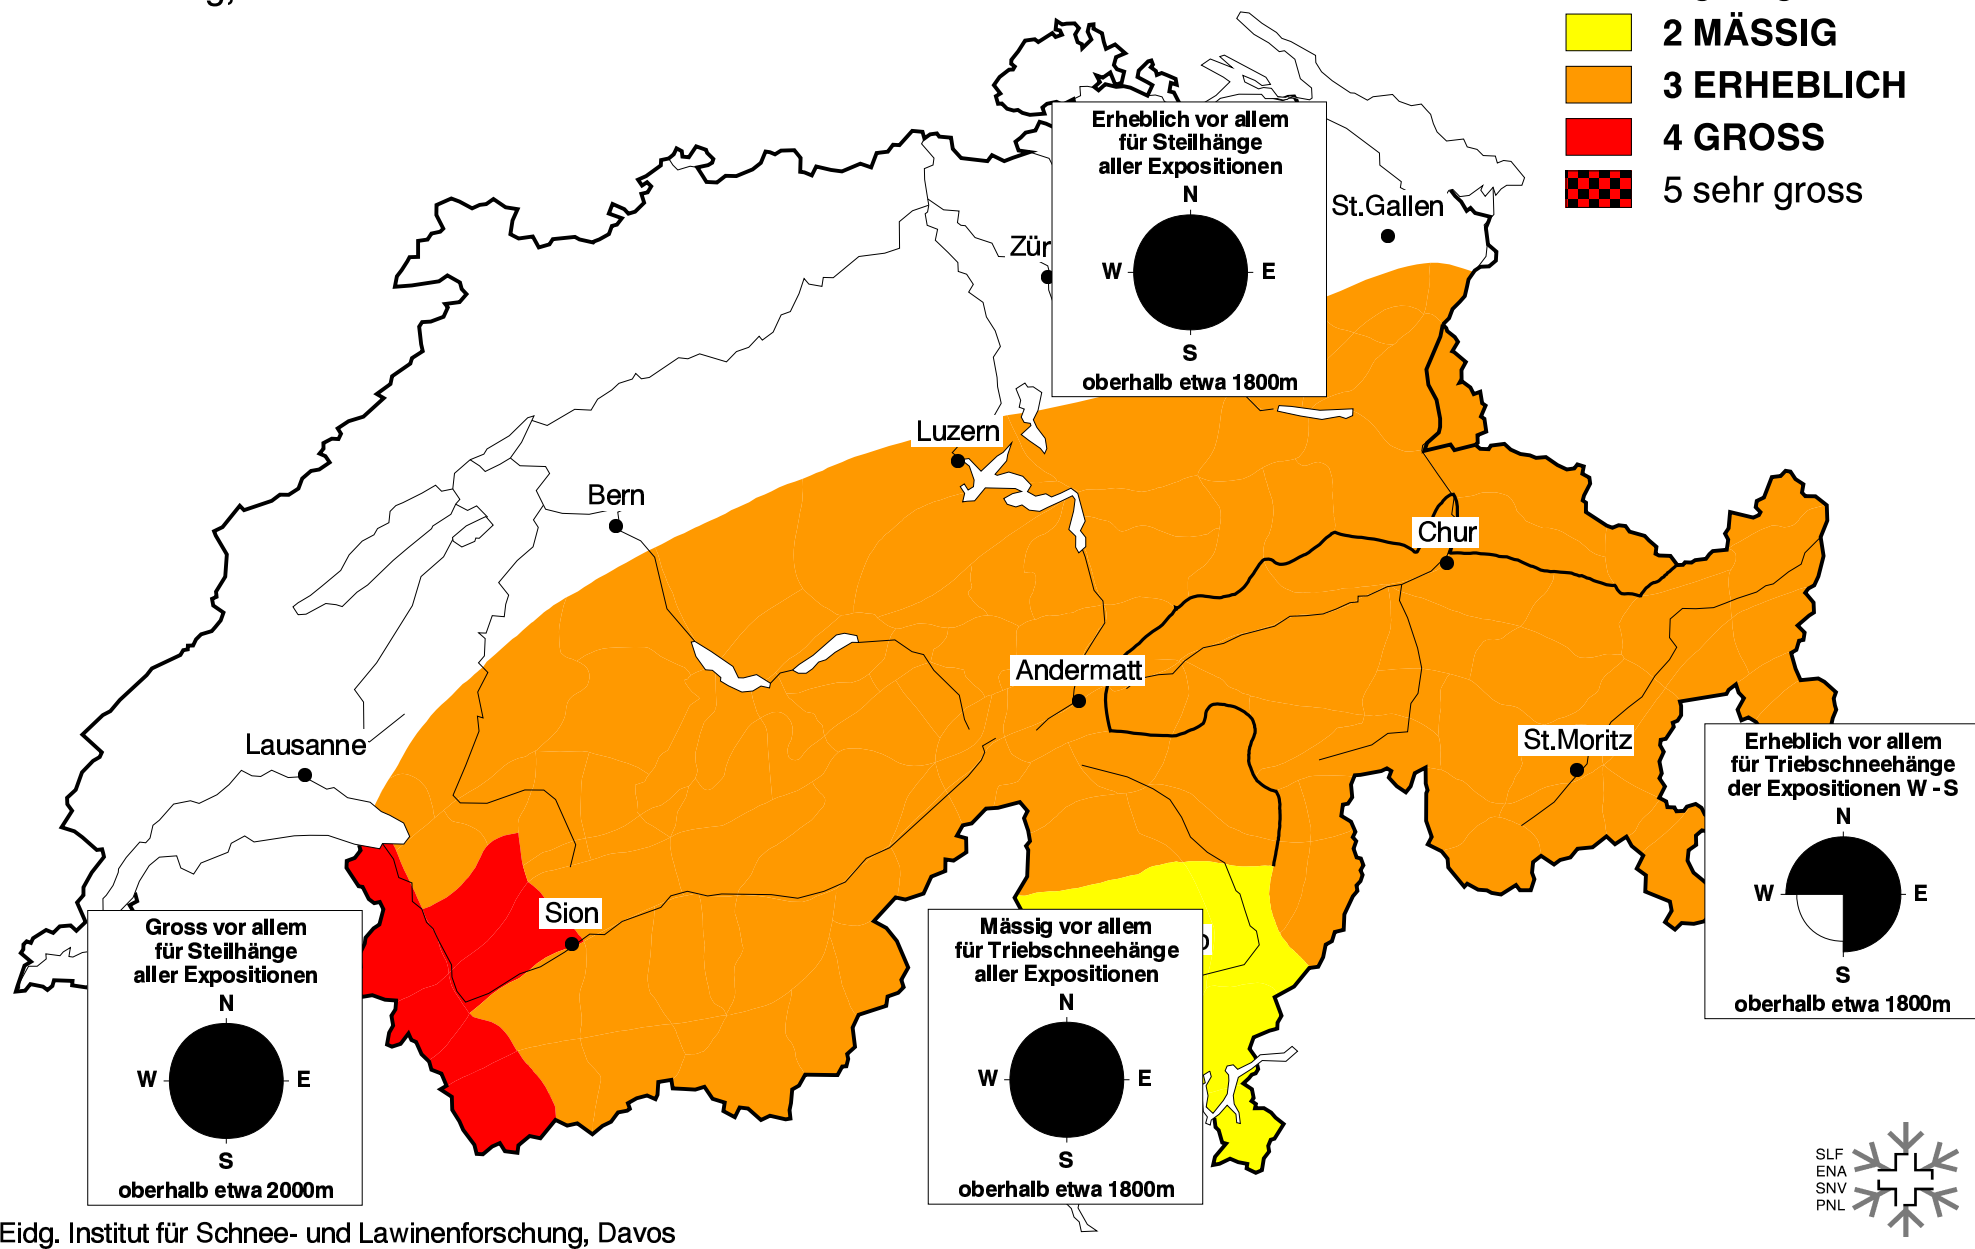 2 MÄSSIG
3 ERHEBLICH
4 GROSS
5 sehr gross
Erheblich vor allem
für Steilhänge
aller Expositionen
N
W
E
S
oberhalb etwa 1800m
St.Gallen
Zür
Luzern
Bern
Chur
Andermatt
Lausanne
St.Moritz
Sion
Erheblich vor allem
für Triebschneehänge
der Expositionen W - S
N
W
E
S
oberhalb etwa 1800m
Gross vor allem
für Steilhänge
aller Expositionen
N
W
E
S
oberhalb etwa 2000m
Mässig vor allem
für Triebschneehänge
aller Expositionen
N
W
E
S
oberhalb etwa 1800m
SLF
ENA
SNV
PNL
Eidg. Institut für Schnee- und Lawinenforschung, Davos